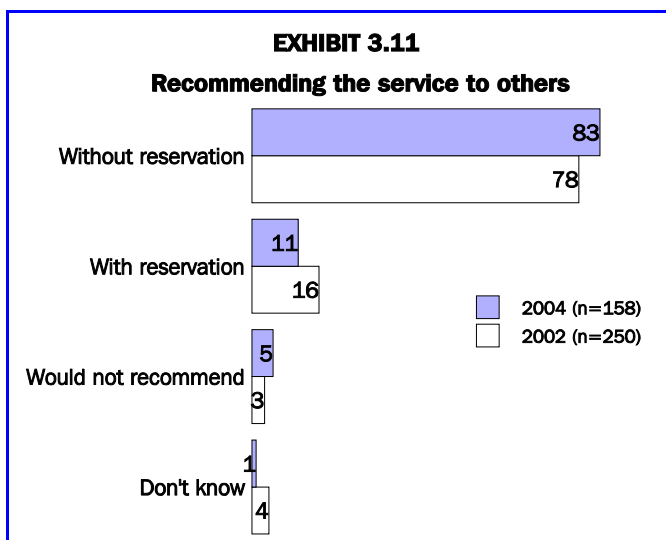 EXHIBIT 3.11
Recommending the service to others
Without reservation
83
78
With reservation
11
16
2004 (n=158)
2002 (n=250)
Would not recommend
5
3
Don't know
1
4